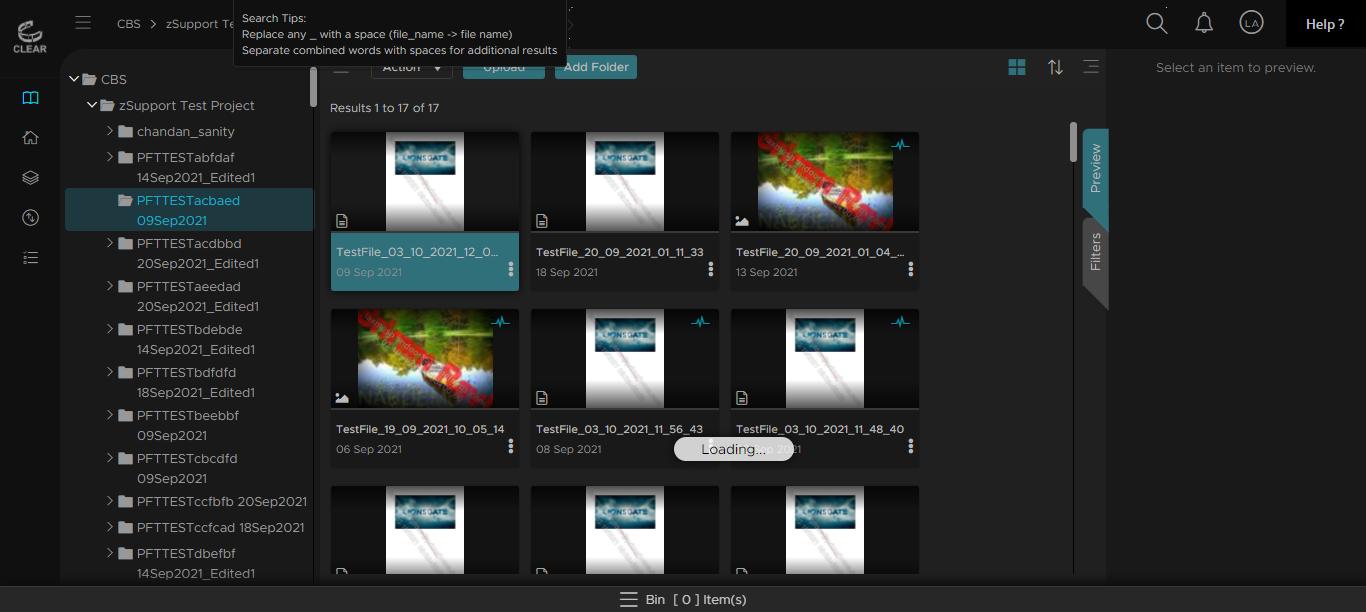 CLEAR
CBS > zSupport Te
Search Tips:
Replace any _ with a space (file_name -> file name)
Separate combined words with spaces for additional results
LA
Help ?
CBS
zSupport Test Project
chandan_sanity
PFTTESTabfdaf
14Sep2021_Edited1
PFTTESTacbaed
09Sep2021
PFTTESTacdbbd
20Sep2021_Edited1
PFTTESTaeedad
20Sep2021_Edited1
PFTTESTbdebde
14Sep2021_Edited1
PFTTESTbdfdfd
18Sep2021_Edited1
PFTTESTbeebbf
09Sep2021
PFTTESTcbcdfd
09Sep2021
PFTTESTccfbfb 20Sep2021
PFTTESTccfcad 18Sep2021
PFTTESTdbefbf
14Sep2021_Edited1
Action
Upload
Add Folder
Results 1 to 17 of 17
LIONSGATE
LIONSGATE
TestFile_03_10_2021_12_0...
09 Sep 2021
TestFile_20_09_2021_01_11_33
18 Sep 2021
TestFile_20_09_2021_01_04_...
13 Sep 2021
LIONSGATE
LIONSGATE
TestFile_19_09_2021_10_05_14
06 Sep 2021
TestFile_03_10_2021_11_56_43
08 Sep 2021
TestFile_03_10_2021_11_48_40
Loading...
LIONSGATE
LIONSGATE
LIONSGATE
Preview
Filters
Select an item to preview.
Bin [ 0 ] Item(s)